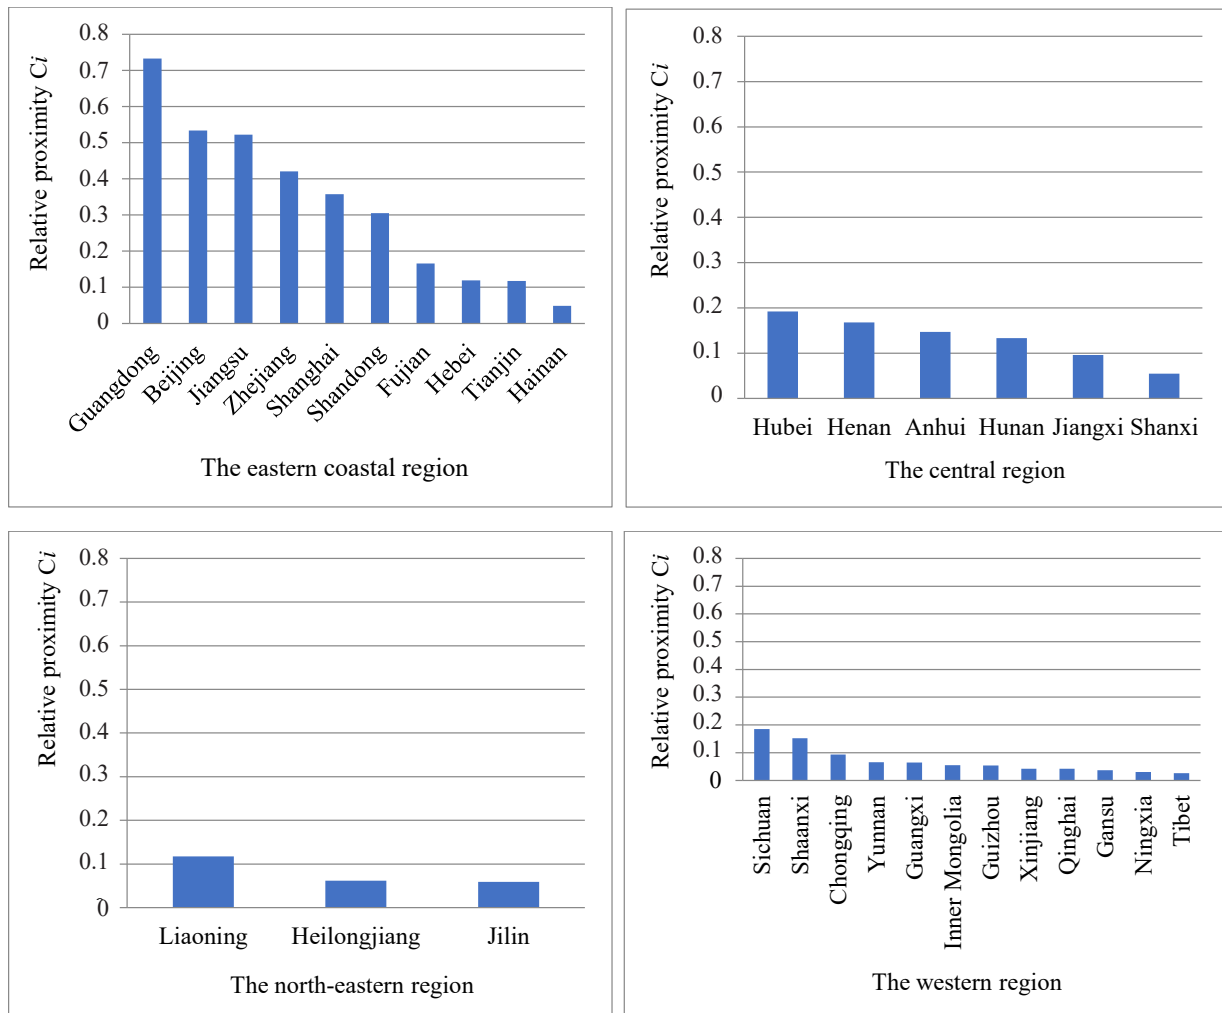 Relative proximity Ci
0.8
0.7
0.6
0.5
0.4
0.3
0.2
0.1
0
Guangdong
Beijing
Jiangsu
Zhejiang
Shanghai
Shandong
Fujian
Hebei
Tianjin
Hainan
The eastern coastal region
Relative proximity Ci
0.8
0.7
0.6
0.5
0.4
0.3
0.2
0.1
0
Hubei Henan Anhui Hunan Jiangxi Shanxi
The central region
Relative proximity Ci
0.8
0.7
0.6
0.5
0.4
0.3
0.2
0.1
0
Liaoning Heilongjiang Jilin
The north-eastern region
Relative proximity Ci
0.8
0.7
0.6
0.5
0.4
0.3
0.2
0.1
0
Sichuan
Shaanxi
Chongqing
Yunnan
Guangxi
Inner Mongolia
Guizhou
Xinjiang
Qinghai
Gansu
Ningxia
Tibet
The western region